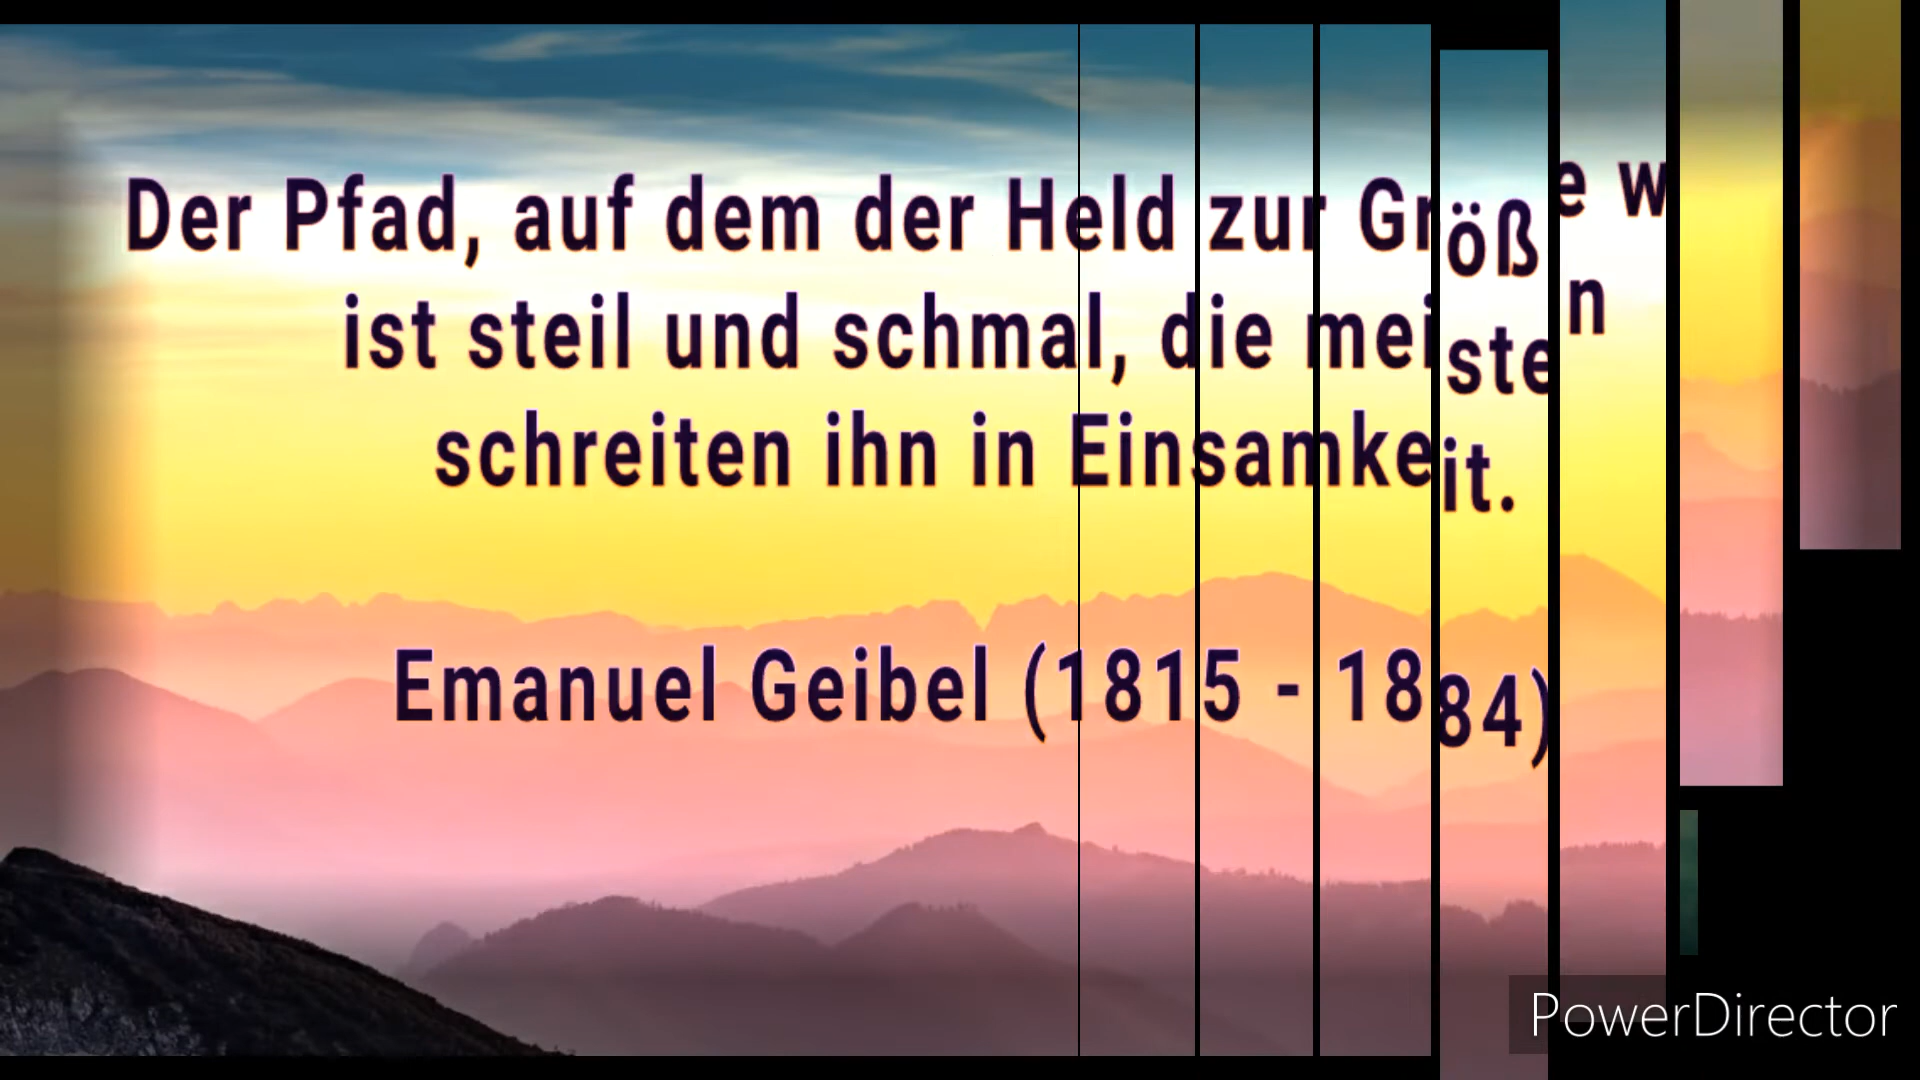 Der Pfad, auf dem der Held zur Größe w
ist steil und schmal, die meisten
schreiten ihn in Einsamkeit.
Emanuel Geibel (1815 - 1884)
PowerDirector